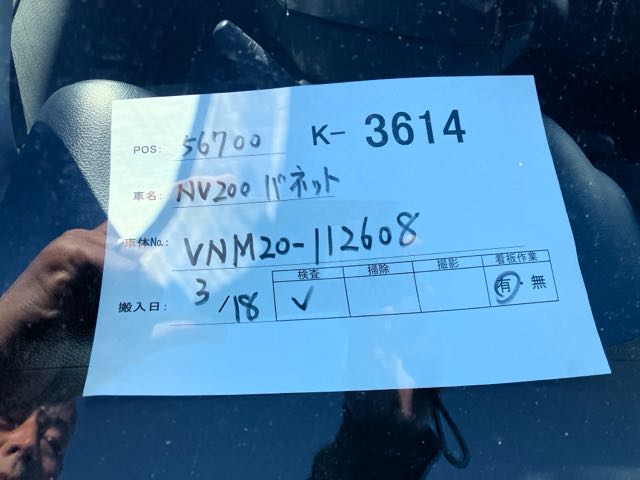 POS: 56700 K- 3614
車名: NV200 バネット
車体No.: VNM20-112608
搬入日: 3/18
検査 掃除 撮影 看板作業
✓ 有・無